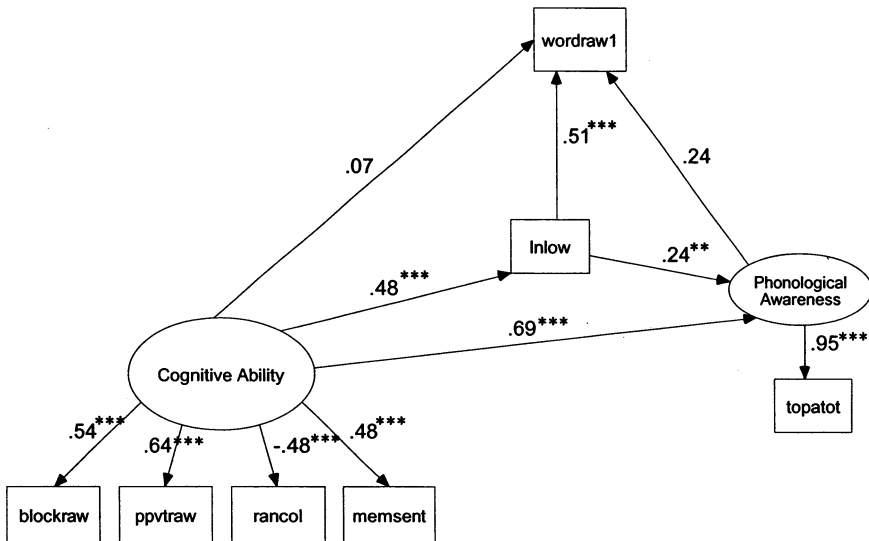 wordraw1
.51***
.07
.24
lnlow
.24**
Phonological
Awareness
.48***
.69***
.95***
Cognitive Ability
topatot
.54***
.64***
-.48***
.48***
blockraw
ppvtraw
rancol
memsent